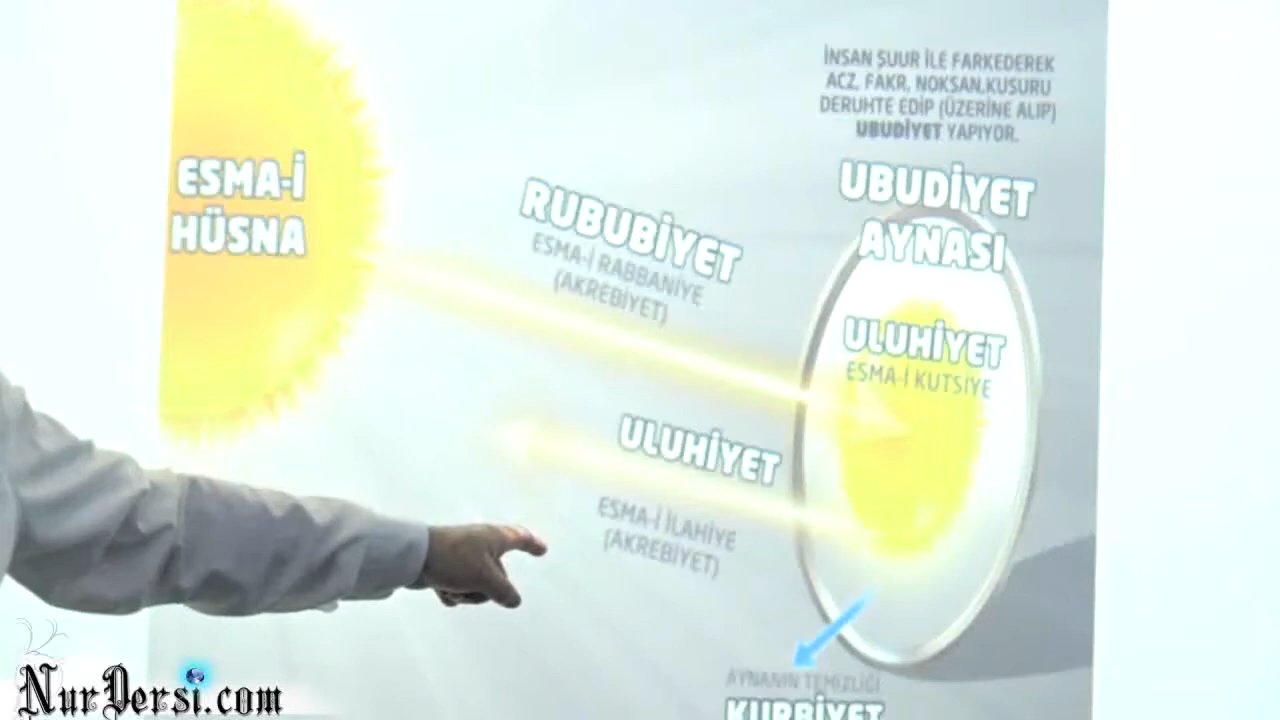 İNSAN ŞUUR İLE FARKEDEREK
ACZ, FAKR, NOKSAN,KUSURU
DERUHTE EDİP (ÜZERİNE ALIP)
UBUDİYET YAPIYOR.
ESMA-İ
HÜSNA
RUBUBİYET
ESMA-İ RABBANİYE
(AKREBİYET)
UBUDİYET
AYNASI
ULUHİYET
ESMA-İ KUTSİYE
ULUHİYET
ESMA-İ İLAHİYE
(AKREBİYET)
AYNANIN TEMİZLİĞİ
KURBİYET
NurDersi.com